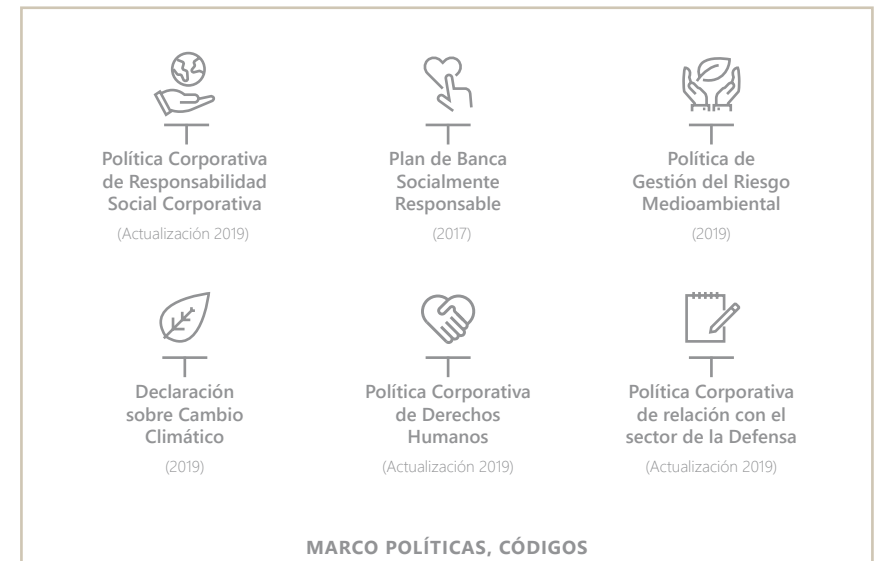 Política Corporativa
de Responsabilidad
Social Corporativa
(Actualización 2019)
Plan de Banca
Socialmente
Responsable
(2017)
Política de
Gestión del Riesgo
Medioambiental
(2019)
Declaración
sobre Cambio
Climático
(2019)
Política Corporativa
de Derechos
Humanos
(Actualización 2019)
Política Corporativa
de relación con el
sector de la Defensa
(Actualización 2019)
MARCO POLÍTICAS, CÓDIGOS